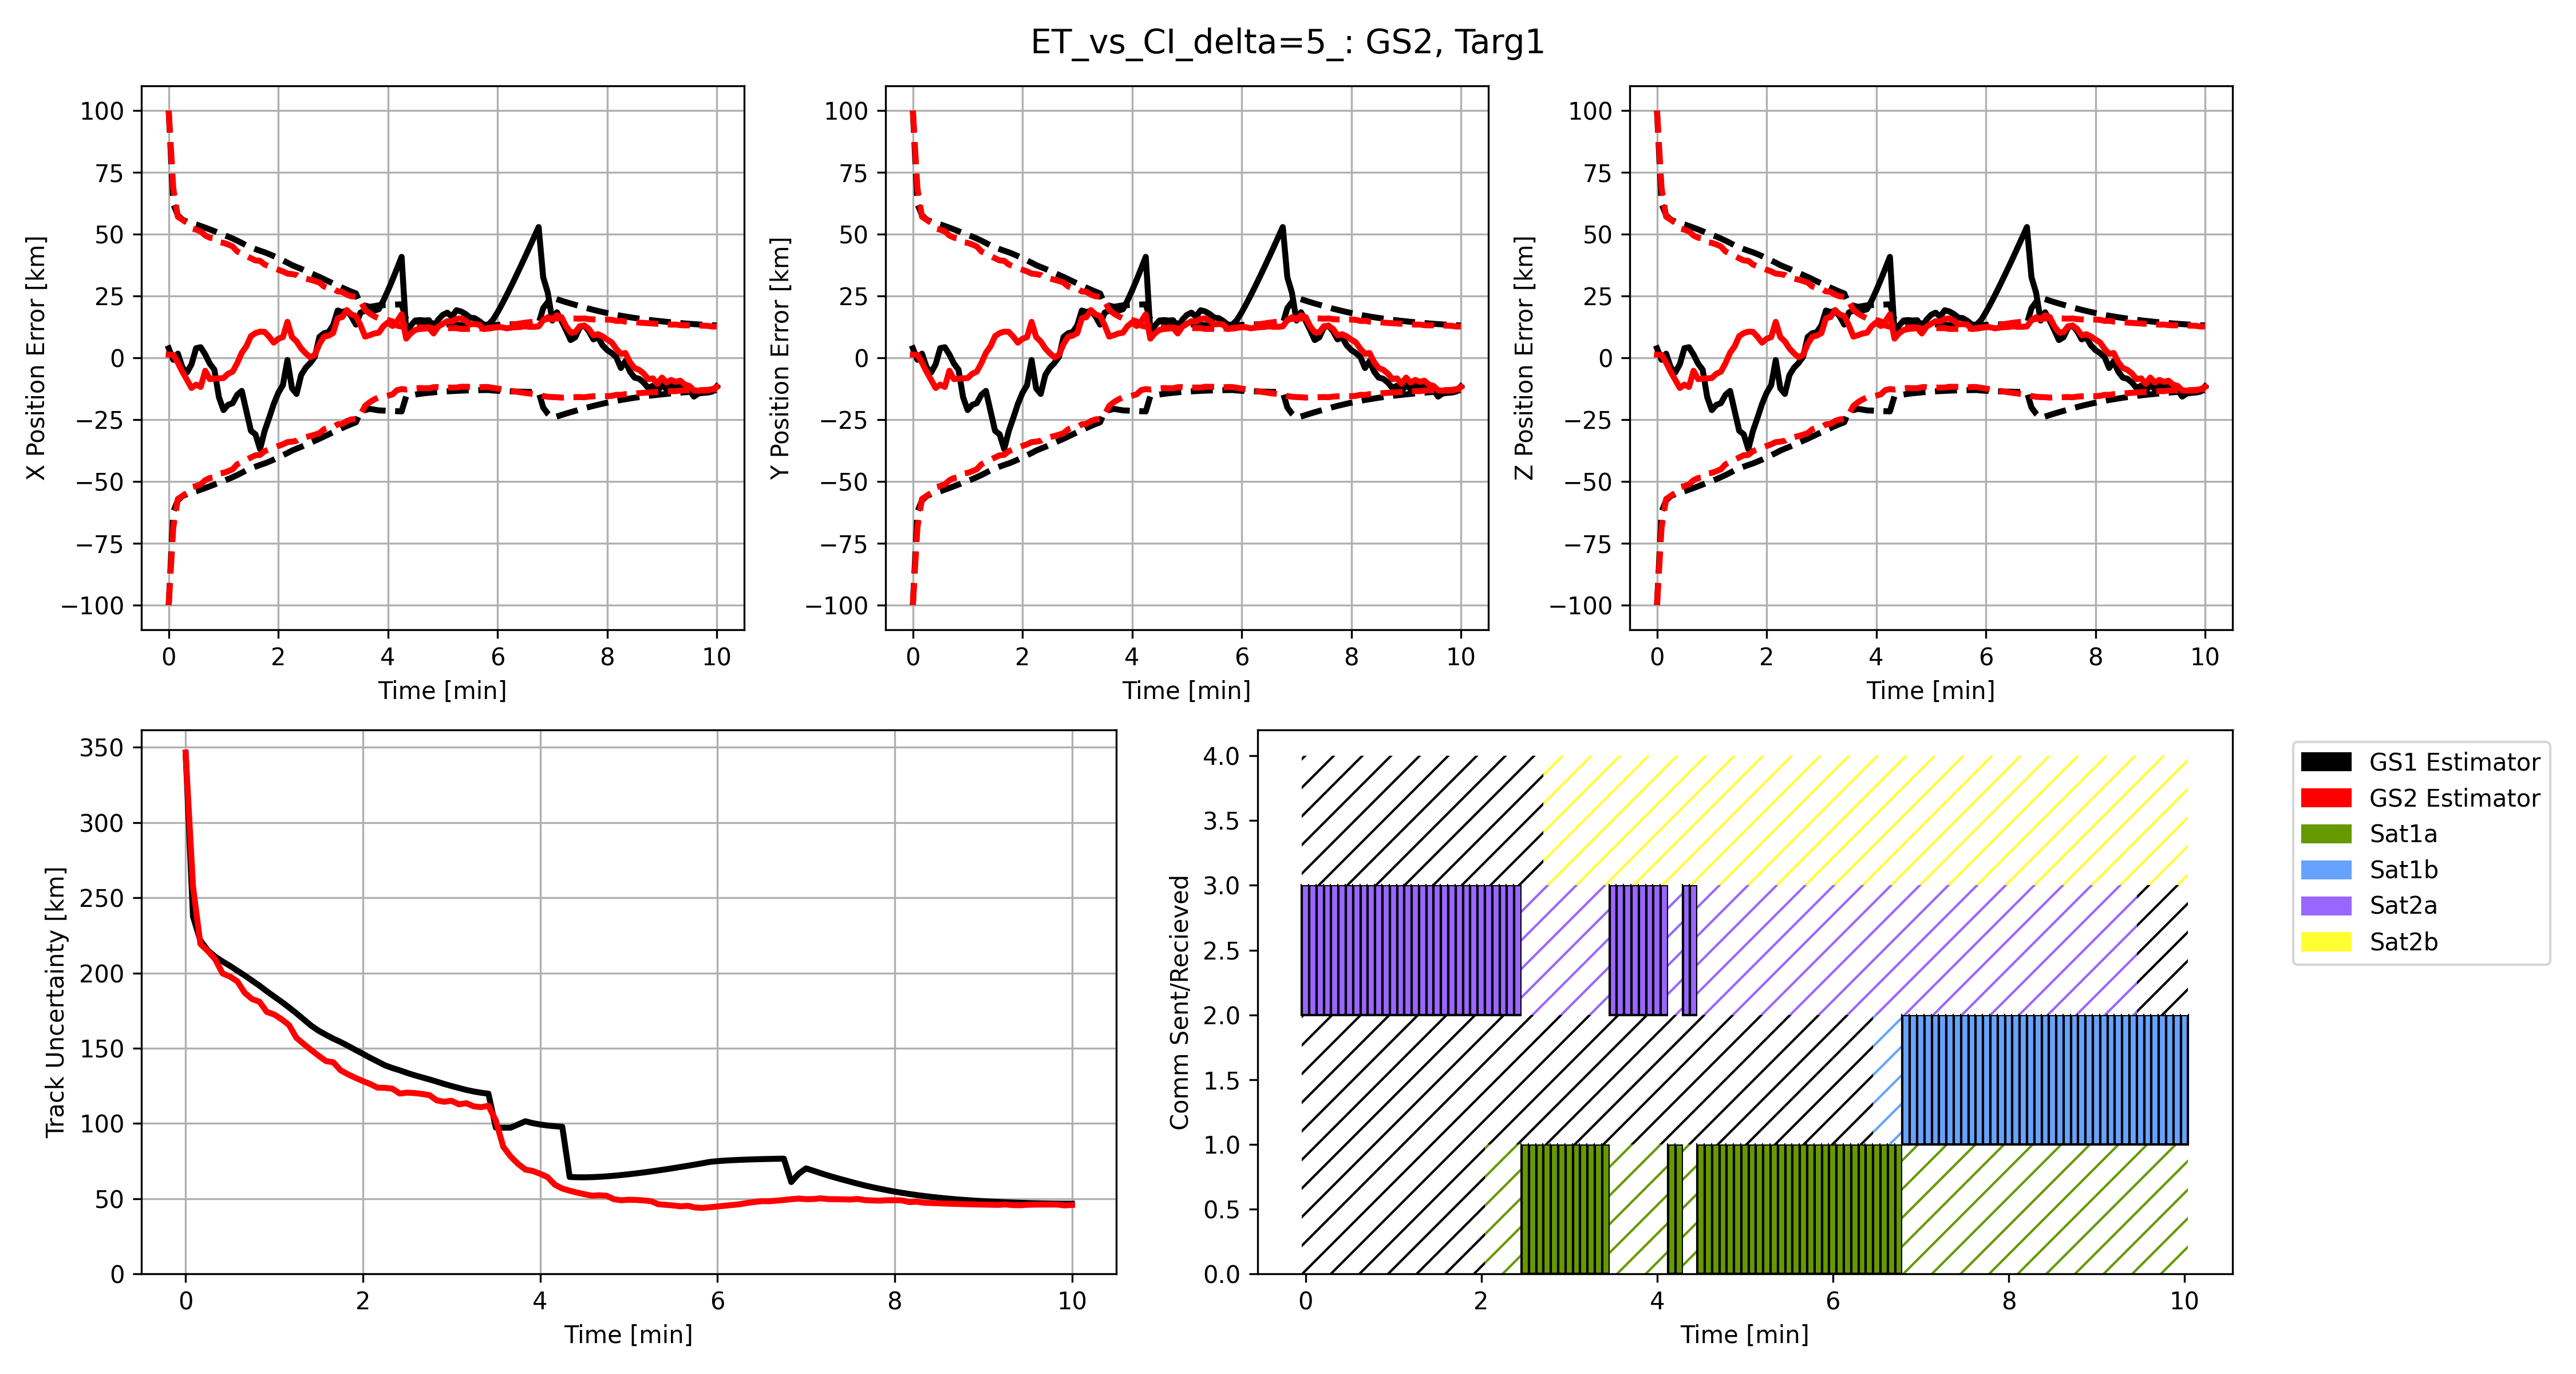 ET_vs_CI_delta=5_: GS2, Targ1
X Position Error [km]
100
75
50
25
0
−25
−50
−75
−100
0 2 4 6 8 10
Time [min]
Y Position Error [km]
100
75
50
25
0
−25
−50
−75
−100
0 2 4 6 8 10
Time [min]
Z Position Error [km]
100
75
50
25
0
−25
−50
−75
−100
0 2 4 6 8 10
Time [min]
Track Uncertainty [km]
350
300
250
200
150
100
50
0
0 2 4 6 8 10
Time [min]
Comm Sent/Recieved
4.0
3.5
3.0
2.5
2.0
1.5
1.0
0.5
0.0
0 2 4 6 8 10
Time [min]
GS1 Estimator
GS2 Estimator
Sat1a
Sat1b
Sat2a
Sat2b